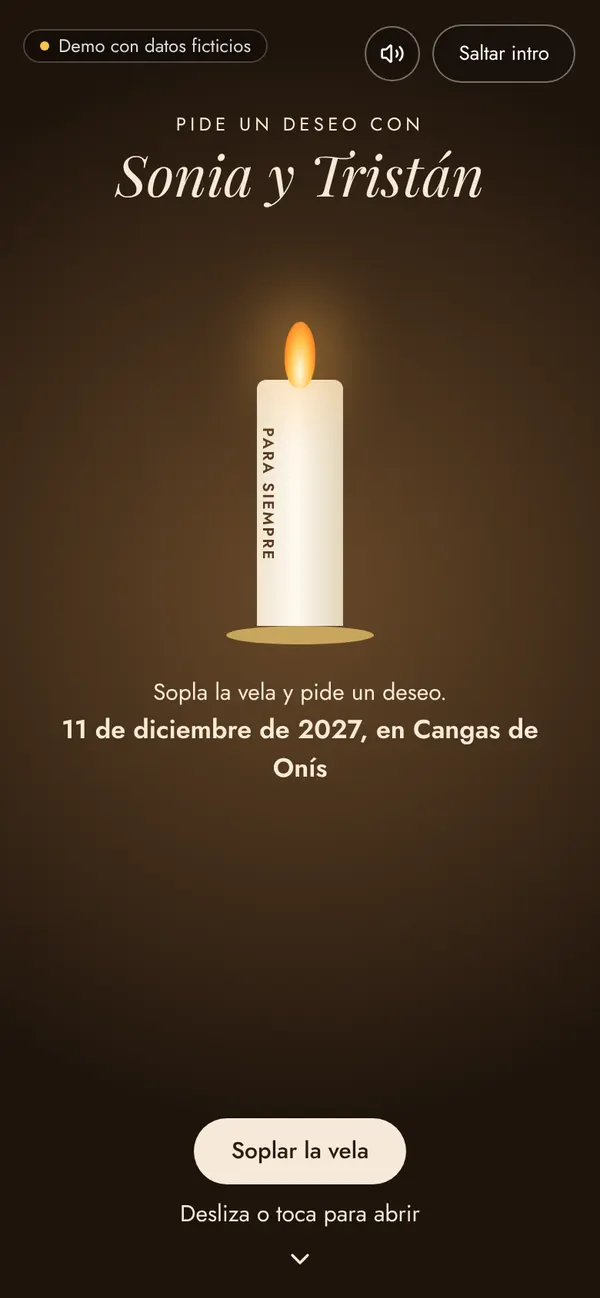 Demo con datos ficticios
Saltar intro
PIDE UN DESEO CON
Sonia y Tristán
PARA SIEMPRE
Sopla la vela y pide un deseo.
11 de diciembre de 2027, en Cangas de
Onís
Soplar la vela
Desliza o toca para abrir